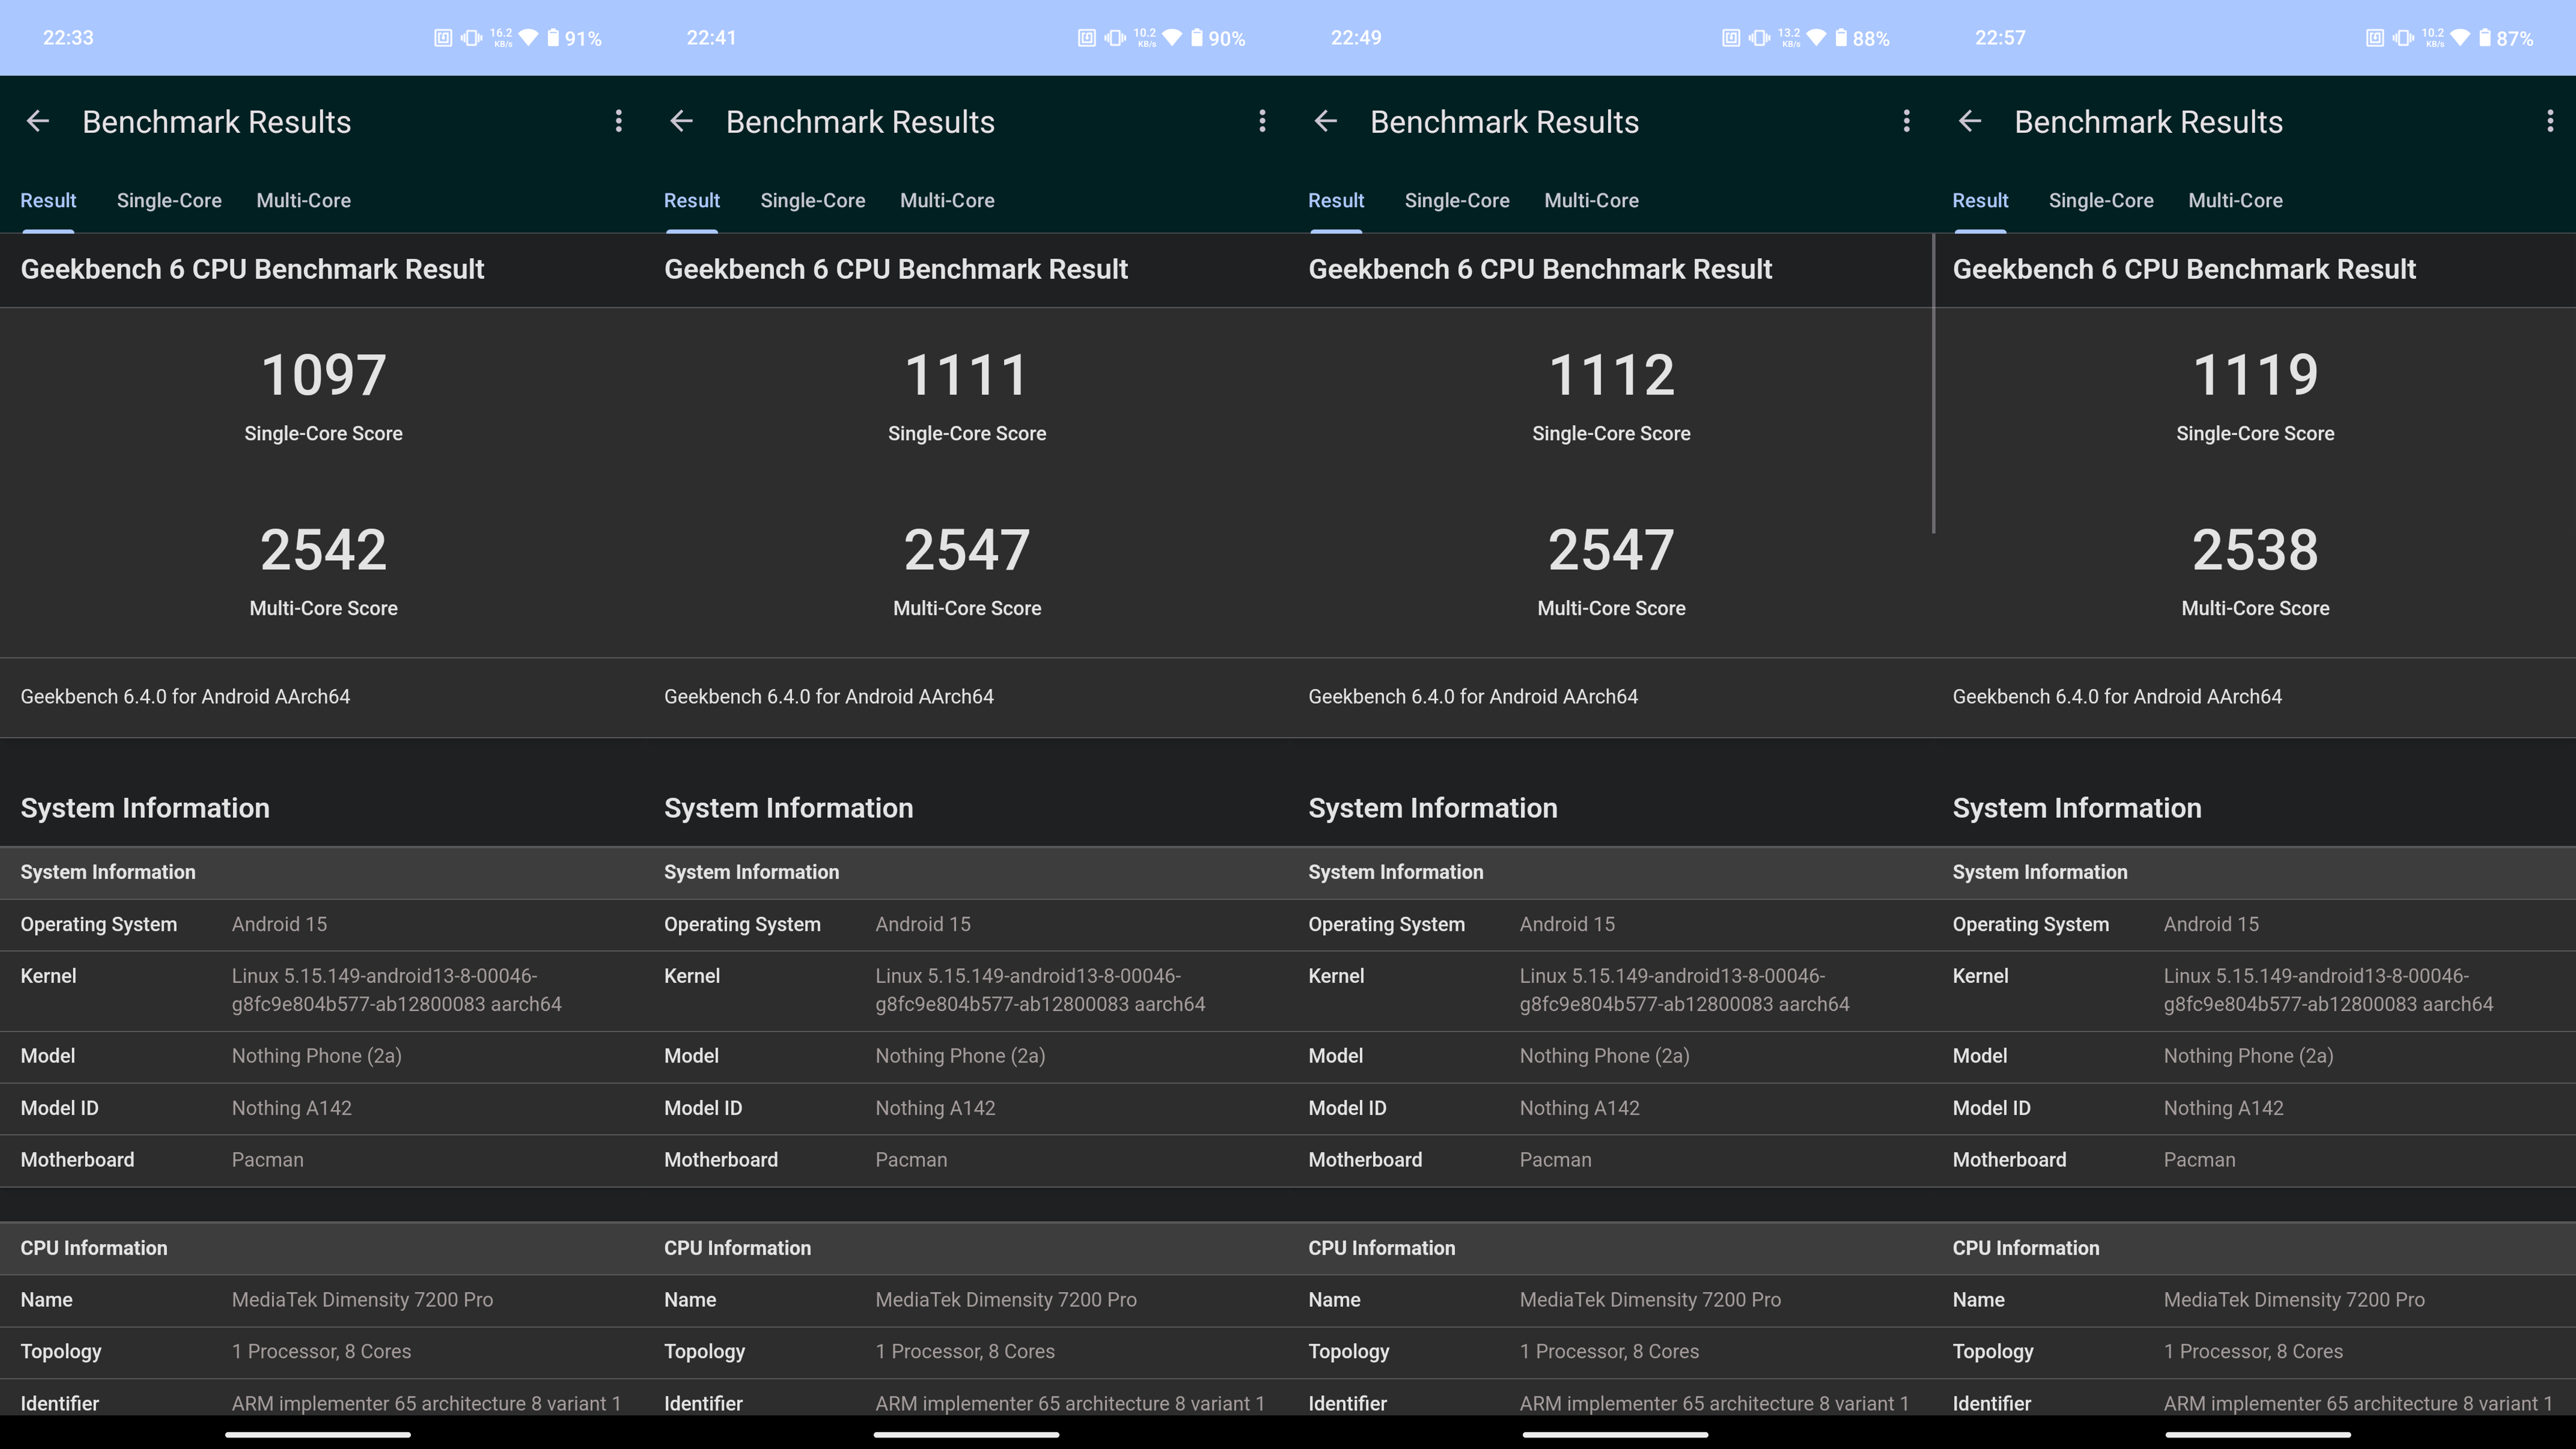 22:33
16.2
KB/s
91%
Benchmark Results
Result Single-Core Multi-Core
Geekbench 6 CPU Benchmark Result
1097
Single-Core Score
2542
Multi-Core Score
Geekbench 6.4.0 for Android AArch64
System Information
System Information
Operating System Android 15
Kernel Linux 5.15.149-android13-8-00046-
g8fc9e804b577-ab12800083 aarch64
Model Nothing Phone (2a)
Model ID Nothing A142
Motherboard Pacman
CPU Information
Name MediaTek Dimensity 7200 Pro
Topology 1 Processor, 8 Cores
Identifier ARM implementer 65 architecture 8 variant 1
22:41
10.2
KB/s
90%
Benchmark Results
Result Single-Core Multi-Core
Geekbench 6 CPU Benchmark Result
1111
Single-Core Score
2547
Multi-Core Score
Geekbench 6.4.0 for Android AArch64
System Information
System Information
Operating System Android 15
Kernel Linux 5.15.149-android13-8-00046-
g8fc9e804b577-ab12800083 aarch64
Model Nothing Phone (2a)
Model ID Nothing A142
Motherboard Pacman
CPU Information
Name MediaTek Dimensity 7200 Pro
Topology 1 Processor, 8 Cores
Identifier ARM implementer 65 architecture 8 variant 1
22:49
13.2
KB/s
88%
Benchmark Results
Result Single-Core Multi-Core
Geekbench 6 CPU Benchmark Result
1112
Single-Core Score
2547
Multi-Core Score
Geekbench 6.4.0 for Android AArch64
System Information
System Information
Operating System Android 15
Kernel Linux 5.15.149-android13-8-00046-
g8fc9e804b577-ab12800083 aarch64
Model Nothing Phone (2a)
Model ID Nothing A142
Motherboard Pacman
CPU Information
Name MediaTek Dimensity 7200 Pro
Topology 1 Processor, 8 Cores
Identifier ARM implementer 65 architecture 8 variant 1
22:57
10.2
KB/s
87%
Benchmark Results
Result Single-Core Multi-Core
Geekbench 6 CPU Benchmark Result
1119
Single-Core Score
2538
Multi-Core Score
Geekbench 6.4.0 for Android AArch64
System Information
System Information
Operating System Android 15
Kernel Linux 5.15.149-android13-8-00046-
g8fc9e804b577-ab12800083 aarch64
Model Nothing Phone (2a)
Model ID Nothing A142
Motherboard Pacman
CPU Information
Name MediaTek Dimensity 7200 Pro
Topology 1 Processor, 8 Cores
Identifier ARM implementer 65 architecture 8 variant 1